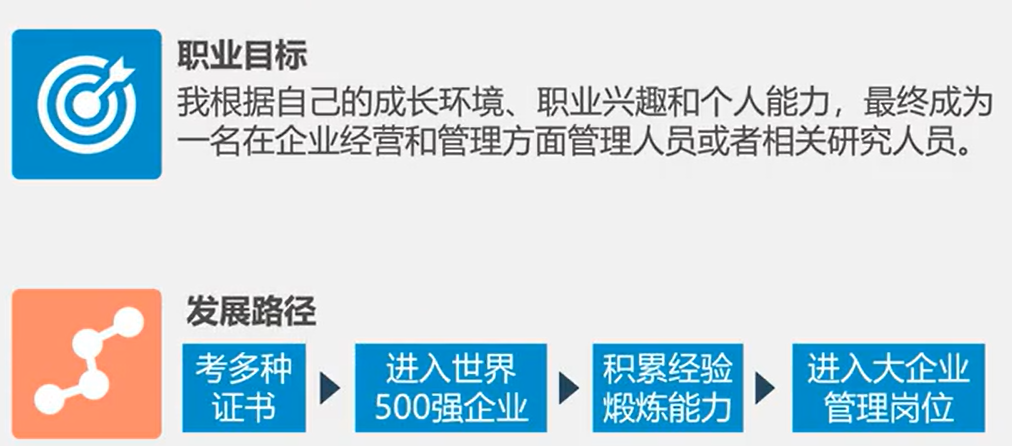 职业目标
我根据自己的成长环境、职业兴趣和个人能力，最终成为
一名在企业经营和管理方面管理人员或者相关研究人员。
发展路径
考多种
证书
进入世界
500强企业
积累经验
煅炼能力
进入大企业
管理岗位